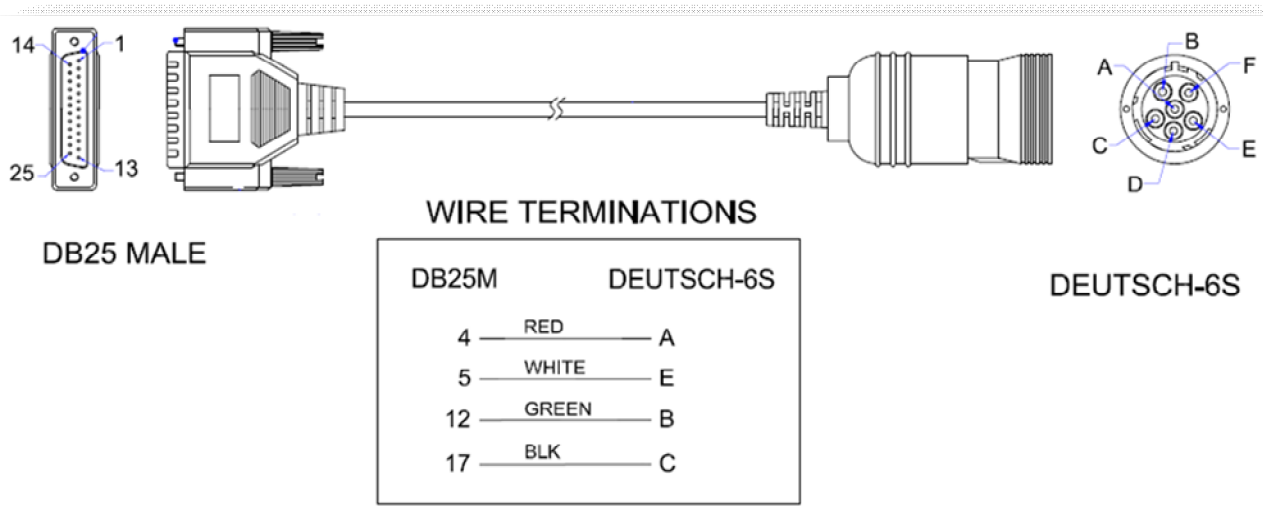 14
1
25
13
DB25 MALE
A
B
F
C
E
D
DEUTSCH-6S
WIRE TERMINATIONS
DB25M DEUTSCH-6S
4 RED A
5 WHITE E
12 GREEN B
17 BLK C